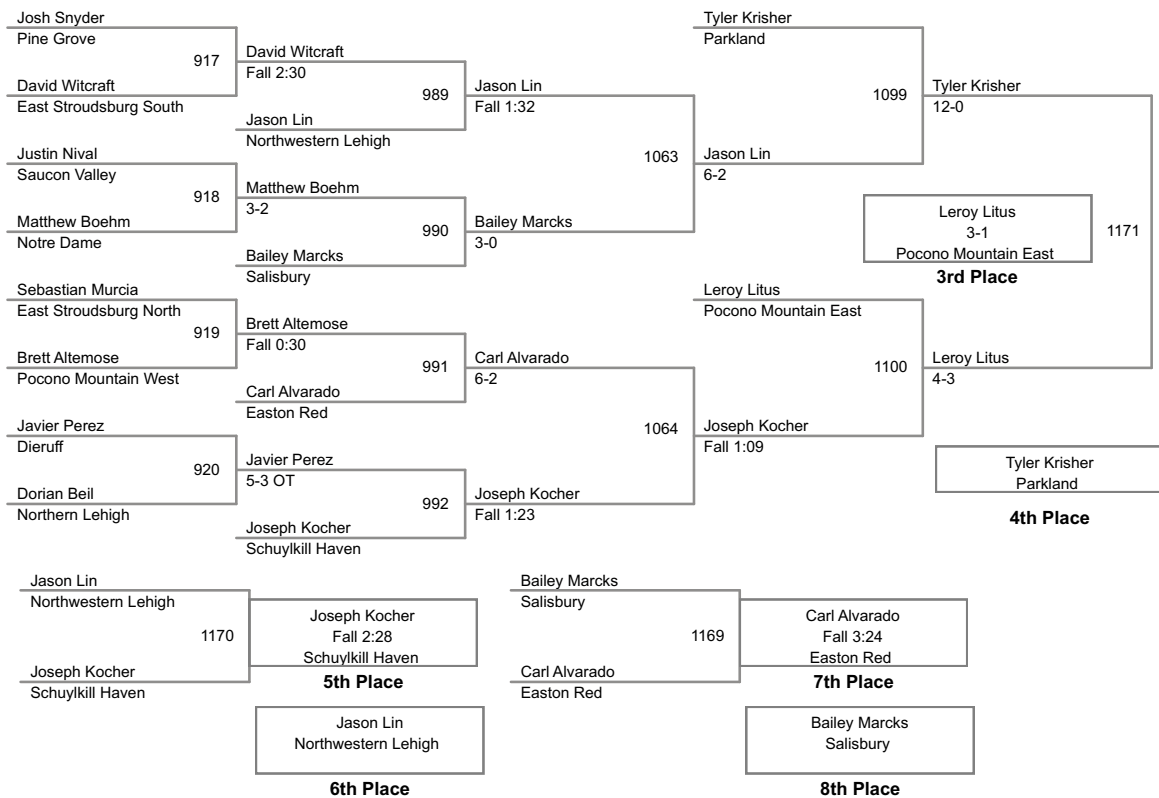 Josh Snyder
Pine Grove
917
David Witcraft
East Stroudsburg South
David Witcraft
Fall 2:30
989
Jason Lin
Northwestern Lehigh
Justin Nival
Saucon Valley
918
Matthew Boehm
Notre Dame
Matthew Boehm
3-2
990
Bailey Marcks
Salisbury
Sebastian Murcia
East Stroudsburg North
919
Brett Altemose
Pocono Mountain West
Brett Altemose
Fall 0:30
991
Carl Alvarado
Easton Red
Javier Perez
Dieruff
920
Dorian Beil
Northern Lehigh
Javier Perez
5-3 OT
992
Joseph Kocher
Schuylkill Haven
Jason Lin
Fall 1:32
1063
Bailey Marcks
3-0
Carl Alvarado
6-2
1064
Joseph Kocher
Fall 1:23
Tyler Krisher
Parkland
1099
Jason Lin
6-2
Leroy Litus
Pocono Mountain East
1100
Joseph Kocher
Fall 1:09
Tyler Krisher
12-0
1171
Leroy Litus
4-3
Leroy Litus
3-1
Pocono Mountain East
3rd Place
Tyler Krisher
Parkland
4th Place
Jason Lin
Northwestern Lehigh
1170
Joseph Kocher
Schuylkill Haven
Joseph Kocher
Fall 2:28
Schuylkill Haven
5th Place
Jason Lin
Northwestern Lehigh
6th Place
Bailey Marcks
Salisbury
1169
Carl Alvarado
Easton Red
Carl Alvarado
Fall 3:24
Easton Red
7th Place
Bailey Marcks
Salisbury
8th Place